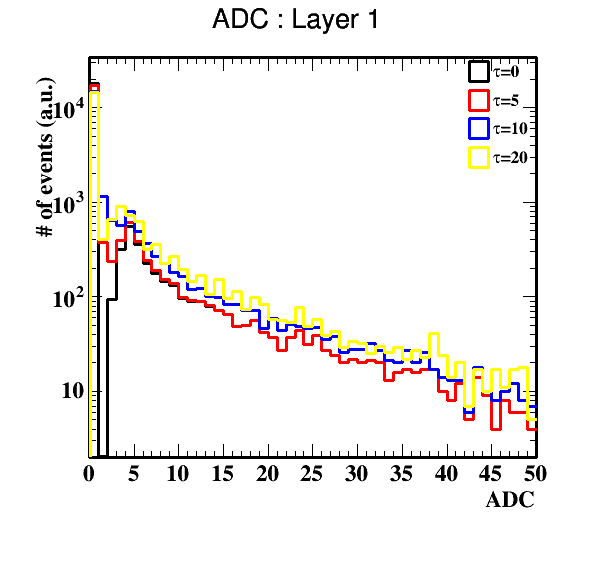 ADC : Layer 1
# of events (a.u.)
10⁴
10³
10²
10
τ=0
τ=5
τ=10
τ=20
0 5 10 15 20 25 30 35 40 45 50
ADC